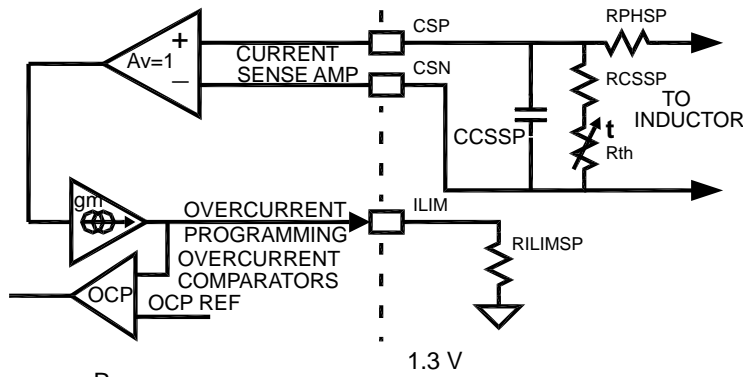 CSP
RPHSP
Av=1
+
−
CURRENT
SENSE AMP
CSN
RCSSP
TO
INDUCTOR
CCSSP
t
Rth
gm
OVERCURRENT
PROGRAMMING
ILIM
RILIMSP
OVERCURRENT
COMPARATORS
OCP
OCP REF
1.3 V